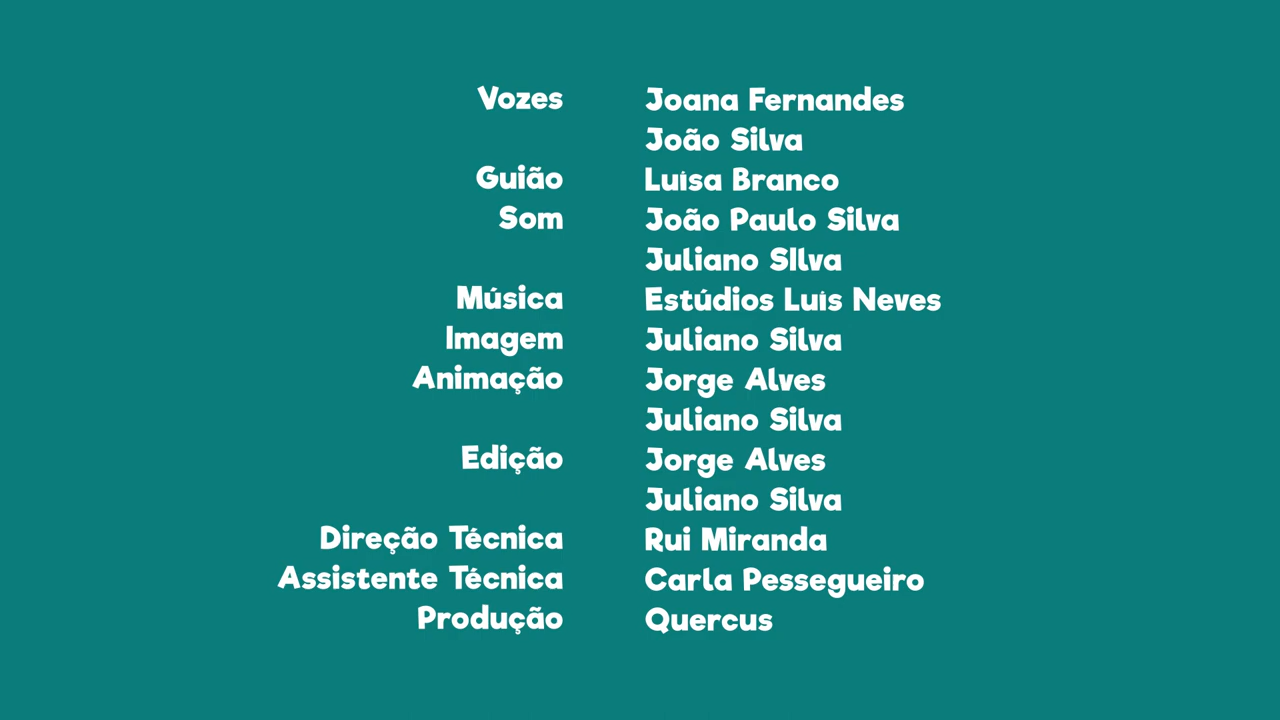 Vozes Joana Fernandes
João Silva
Guião Luísa Branco
Som João Paulo Silva
Juliano SIlva
Música Estúdios Luís Neves
Imagem Juliano Silva
Animação Jorge Alves
Juliano Silva
Edição Jorge Alves
Juliano Silva
Direção Técnica Rui Miranda
Assistente Técnica Carla Pessegueiro
Produção Quercus